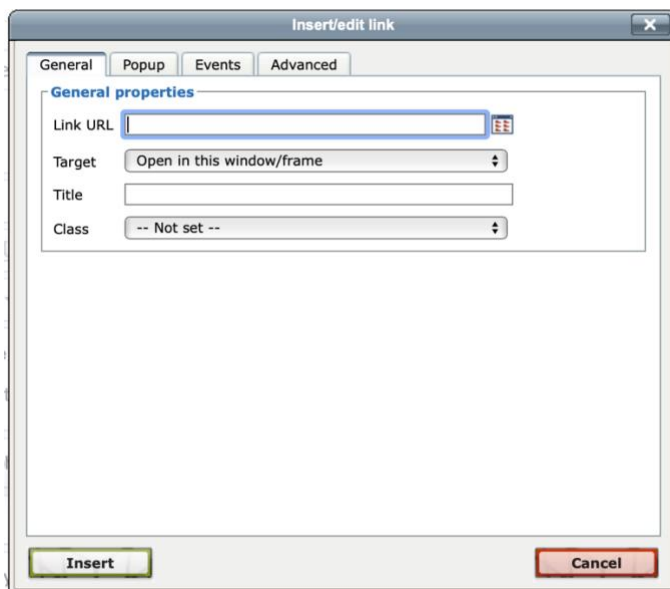 Insert/edit link
General Popup Events Advanced
General properties
Link URL
Target Open in this window/frame
Title
Class -- Not set --
Insert Cancel